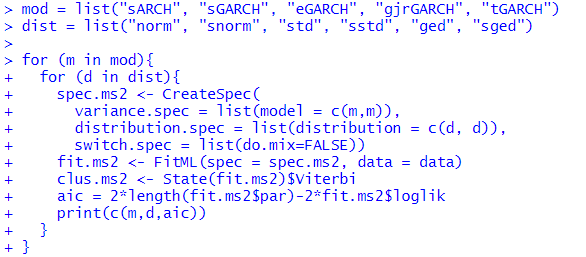 > mod = list("sARCH", "sGARCH", "eGARCH", "gjrGARCH", "tGARCH")
> dist = list("norm", "snorm", "std", "sstd", "ged", "sged")
>
> for (m in mod){
+   for (d in dist){
+     spec.ms2 <- CreateSpec(
+       variance.spec = list(model = c(m,m)),
+       distribution.spec = list(distribution = c(d, d)),
+       switch.spec = list(do.mix=FALSE))
+     fit.ms2 <- FitML(spec = spec.ms2, data = data)
+     clus.ms2 <- State(fit.ms2)$Viterbi
+     aic = 2*length(fit.ms2$par)-2*fit.ms2$loglik
+     print(c(m,d,aic))
+   }
+ }